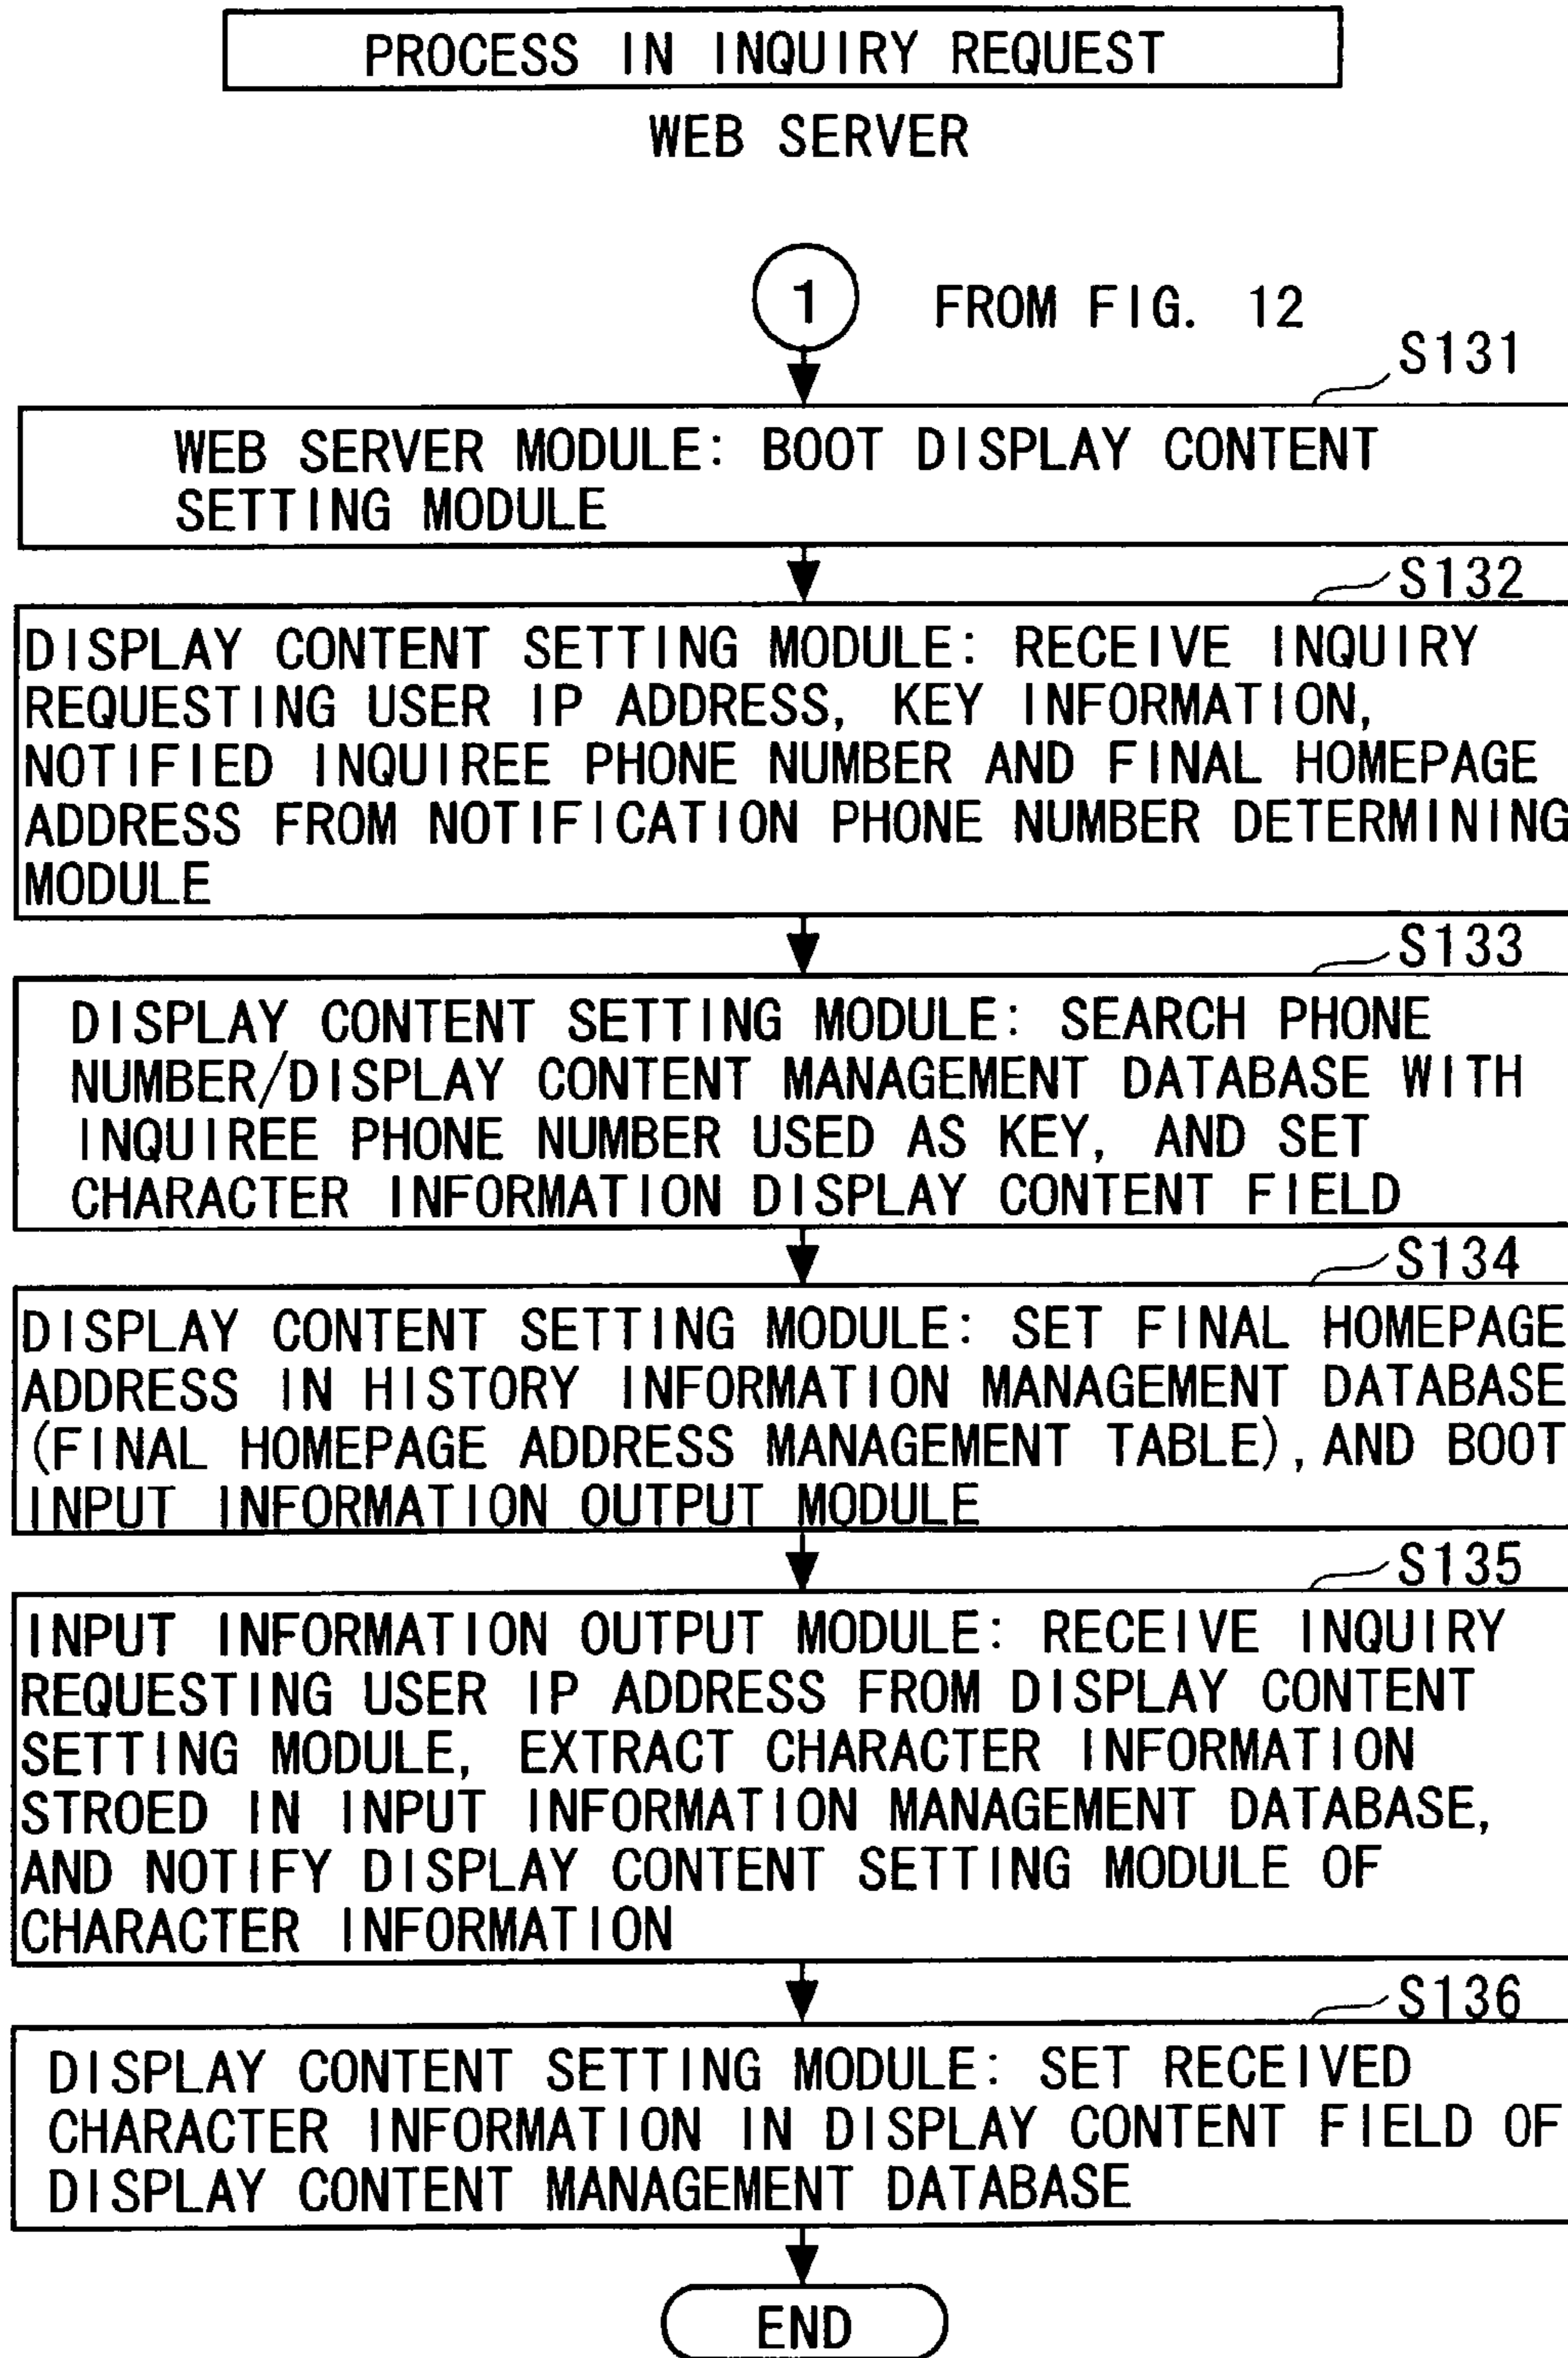 PROCESS IN INQUIRY REQUEST
WEB SERVER
1 FROM FIG. 12
S131
WEB SERVER MODULE: BOOT DISPLAY CONTENT
SETTING MODULE
S132
DISPLAY CONTENT SETTING MODULE: RECEIVE INQUIRY
REQUESTING USER IP ADDRESS, KEY INFORMATION,
NOTIFIED INQUIREE PHONE NUMBER AND FINAL HOMEPAGE
ADDRESS FROM NOTIFICATION PHONE NUMBER DETERMINING
MODULE
S133
DISPLAY CONTENT SETTING MODULE: SEARCH PHONE
NUMBER/DISPLAY CONTENT MANAGEMENT DATABASE WITH
INQUIREE PHONE NUMBER USED AS KEY, AND SET
CHARACTER INFORMATION DISPLAY CONTENT FIELD
S134
DISPLAY CONTENT SETTING MODULE: SET FINAL HOMEPAGE
ADDRESS IN HISTORY INFORMATION MANAGEMENT DATABASE
(FINAL HOMEPAGE ADDRESS MANAGEMENT TABLE), AND BOOT
INPUT INFORMATION OUTPUT MODULE
S135
INPUT INFORMATION OUTPUT MODULE: RECEIVE INQUIRY
REQUESTING USER IP ADDRESS FROM DISPLAY CONTENT
SETTING MODULE, EXTRACT CHARACTER INFORMATION
STROED IN INPUT INFORMATION MANAGEMENT DATABASE,
AND NOTIFY DISPLAY CONTENT SETTING MODULE OF
CHARACTER INFORMATION
S136
DISPLAY CONTENT SETTING MODULE: SET RECEIVED
CHARACTER INFORMATION IN DISPLAY CONTENT FIELD OF
DISPLAY CONTENT MANAGEMENT DATABASE
END